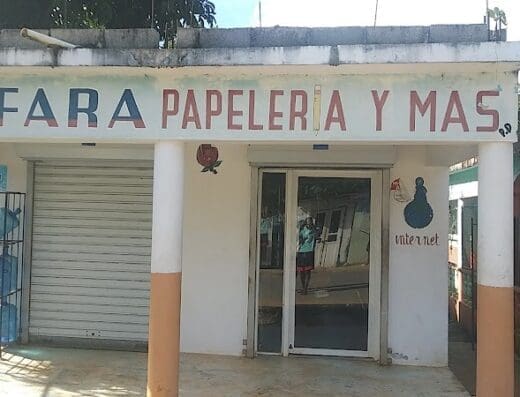 FARA PAPELERIA Y MAS
internet